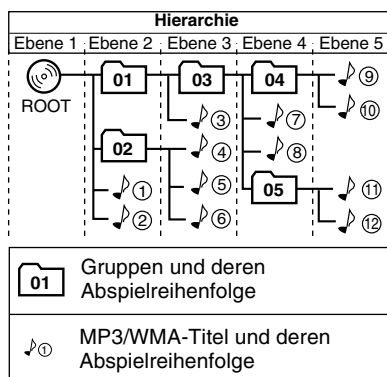 Hierarchie
Ebene 1 Ebene 2 Ebene 3 Ebene 4 Ebene 5
ROOT
01 03 04 ⑨
⑩
③ ⑦
02 ④ ⑧
① ⑤ 05 ⑪
② ⑥ ⑫
01 Gruppen und deren
Abspielreihenfolge
① MP3/WMA-Titel und deren
Abspielreihenfolge